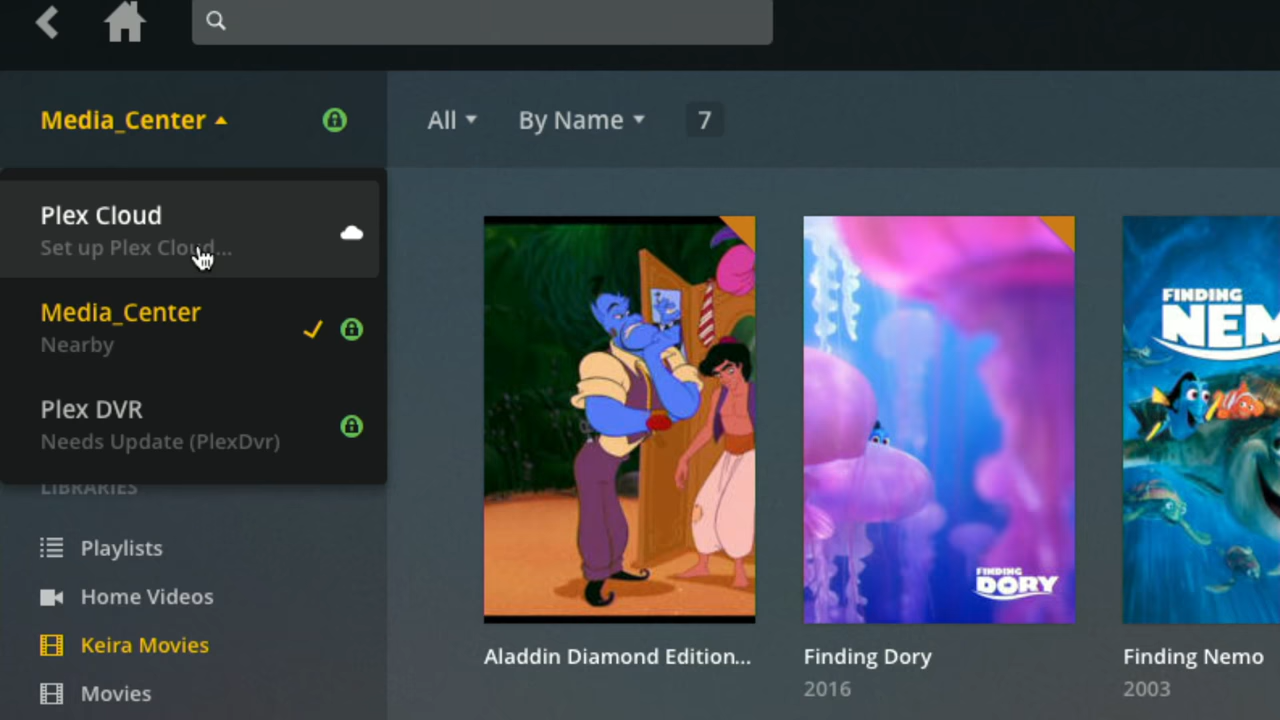 Media_Center
All
By Name
7
Plex Cloud
Set up Plex Cloud...
Media_Center
Nearby
Plex DVR
Needs Update (PlexDvr)
LIBRARIES
Playlists
Home Videos
Keira Movies
Movies
FINDING
DORY
FINDING
NEM
Aladdin Diamond Edition...
Finding Dory
2016
Finding Nemo
2003